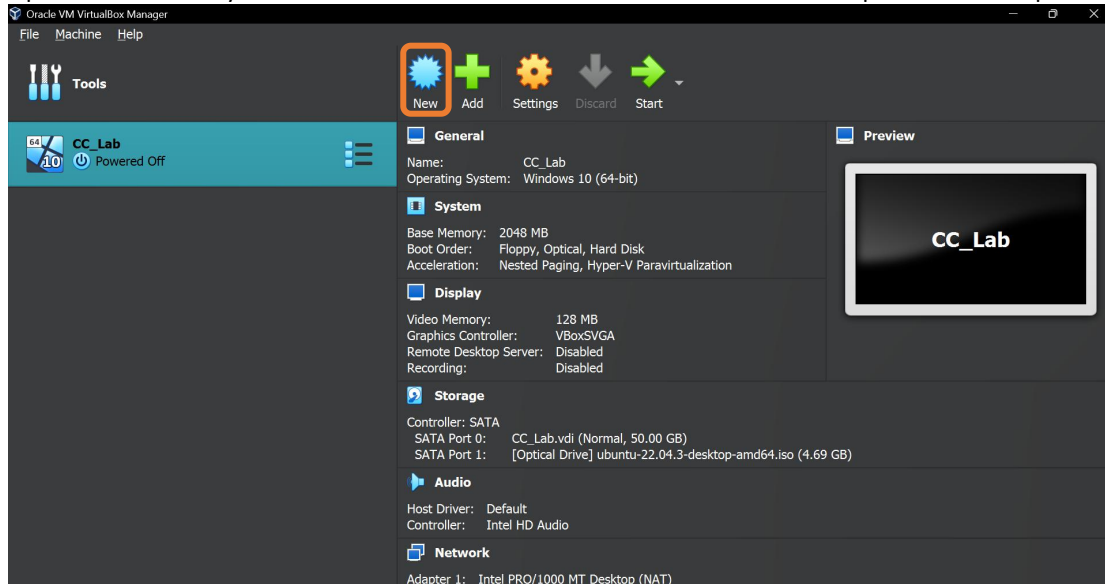 Oracle VM VirtualBox Manager
File Machine Help
Tools
New Add Settings Discard Start
64
10
CC_Lab
Powered Off
General
Name: CC_Lab
Operating System: Windows 10 (64-bit)
System
Base Memory: 2048 MB
Boot Order: Floppy, Optical, Hard Disk
Acceleration: Nested Paging, Hyper-V Paravirtualization
Display
Video Memory: 128 MB
Graphics Controller: VBoxSVGA
Remote Desktop Server: Disabled
Recording: Disabled
Preview
CC_Lab
Storage
Controller: SATA
SATA Port 0: CC_Lab.vdi (Normal, 50.00 GB)
SATA Port 1: [Optical Drive] ubuntu-22.04.3-desktop-amd64.iso (4.69 GB)
Audio
Host Driver: Default
Controller: Intel HD Audio
Network
Adapter 1: Intel PRO/1000 MT Desktop (NAT)